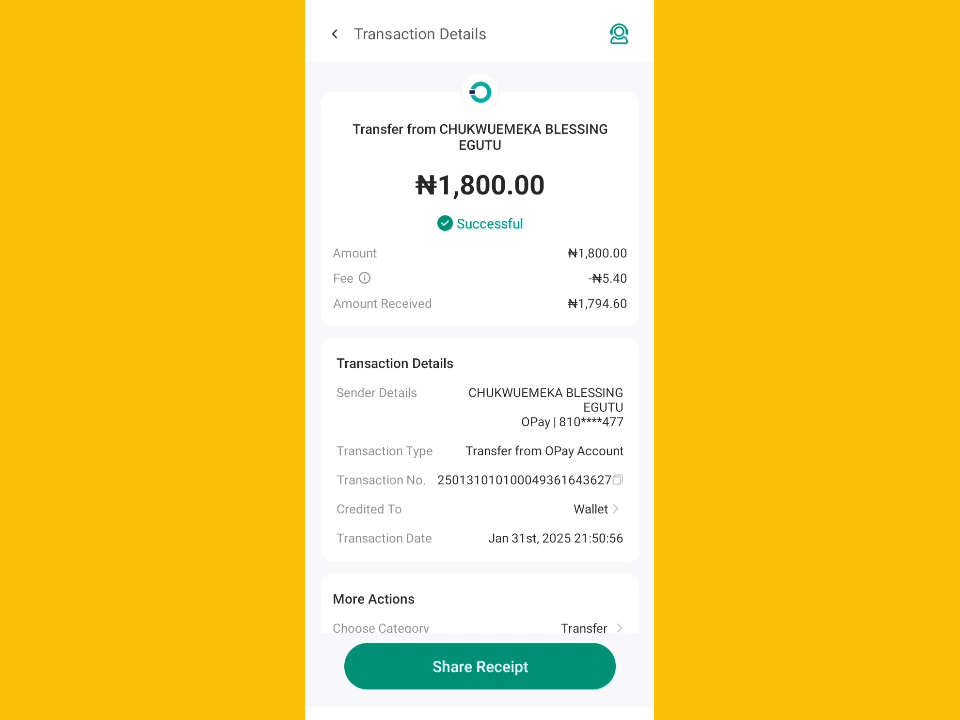 Transaction Details
Transfer from CHUKWUEMEKA BLESSING
EGUTU
₦1,800.00
Successful
Amount ₦1,800.00
Fee -₦5.40
Amount Received ₦1,794.60
Transaction Details
Sender Details CHUKWUEMEKA BLESSING
EGUTU
OPay | 810****477
Transaction Type Transfer from OPay Account
Transaction No. 250131010100049361643627
Credited To Wallet
Transaction Date Jan 31st, 2025 21:50:56
More Actions
Choose Category Transfer
Share Receipt